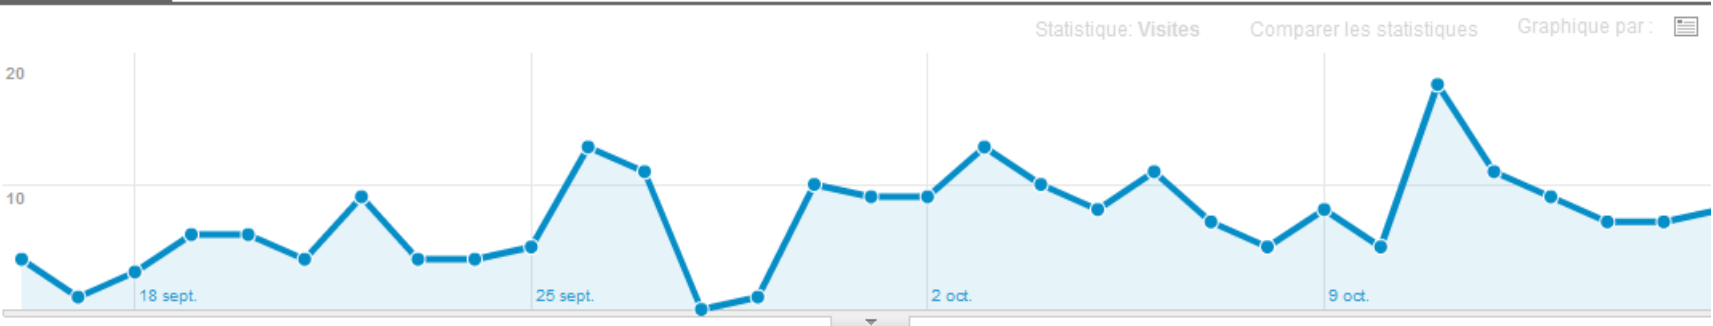 Statistique: Visites Comparer les statistiques Graphique par :
20
10
18 sept. 25 sept. 2 oct. 9 oct.